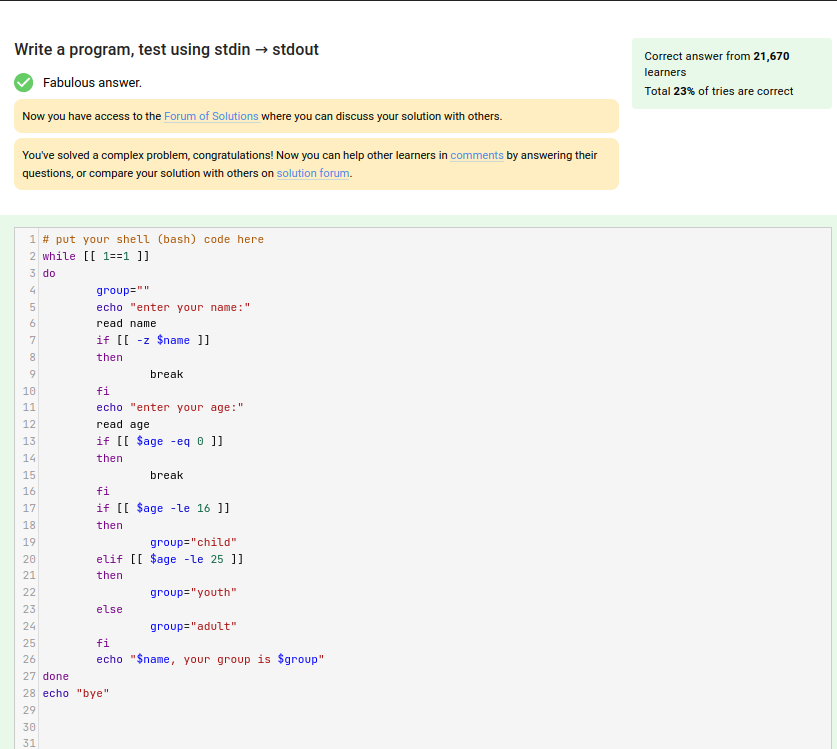 Write a program, test using stdin → stdout
Fabulous answer.
Now you have access to the Forum of Solutions where you can discuss your solution with others.
You've solved a complex problem, congratulations! Now you can help other learners in comments by answering their
questions, or compare your solution with others on solution forum.
Correct answer from 21,670
learners
Total 23% of tries are correct
1 # put your shell (bash) code here
2 while [[ 1==1 ]]
3 do
4         group=""
5         echo "enter your name:"
6         read name
7         if [[ -z $name ]]
8         then
9                 break
10         fi
11         echo "enter your age:"
12         read age
13         if [[ $age -eq 0 ]]
14         then
15                 break
16         fi
17         if [[ $age -le 16 ]]
18         then
19                 group="child"
20         elif [[ $age -le 25 ]]
21         then
22                 group="youth"
23         else
24                 group="adult"
25         fi
26         echo "$name, your group is $group"
27 done
28 echo "bye"
29
30
31